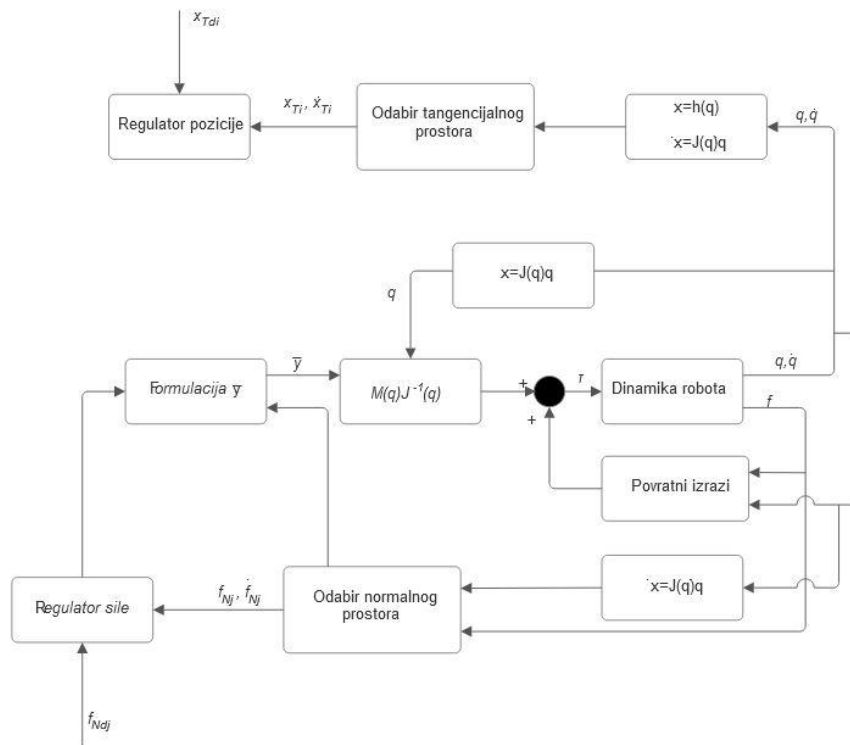 x_Tdi
Regulator pozicije
x_Ti , ẋ_Ti
Odabir tangencijalnog
prostora
x=h(q)
˙x=J(q)q
q,q̇
x=J(q)q
q
Formulacija y̅
y̅
M(q)J⁻¹(q)
+
+
τ
Dinamika robota
q,q̇
f
Povratni izrazi
˙x=J(q)q
Regulator sile
f_Nj , ḟ_Nj
Odabir normalnog
prostora
f_Ndj